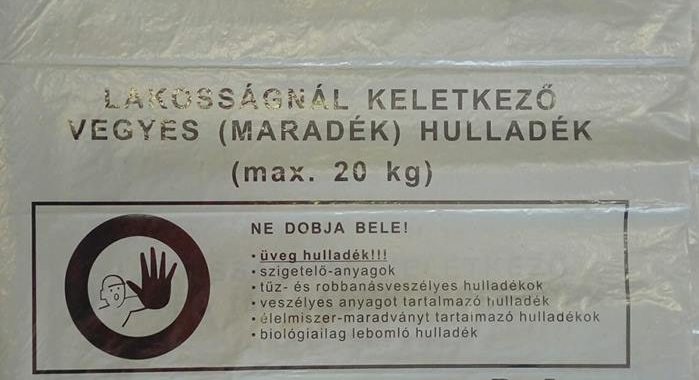 LAKOSSÁGNÁL KELETKEZŐ
VEGYES (MARADÉK) HULLADÉK
(max. 20 kg)
NE DOBJA BELE!
• üveg hulladék!!!
• szigetelő-anyagok
• tűz- és robbanásveszélyes hulladékok
• veszélyes anyagot tartalmazó hulladék
• élelmiszer-maradványt tartalmazó hulladékok
• biológiailag lebomló hulladék